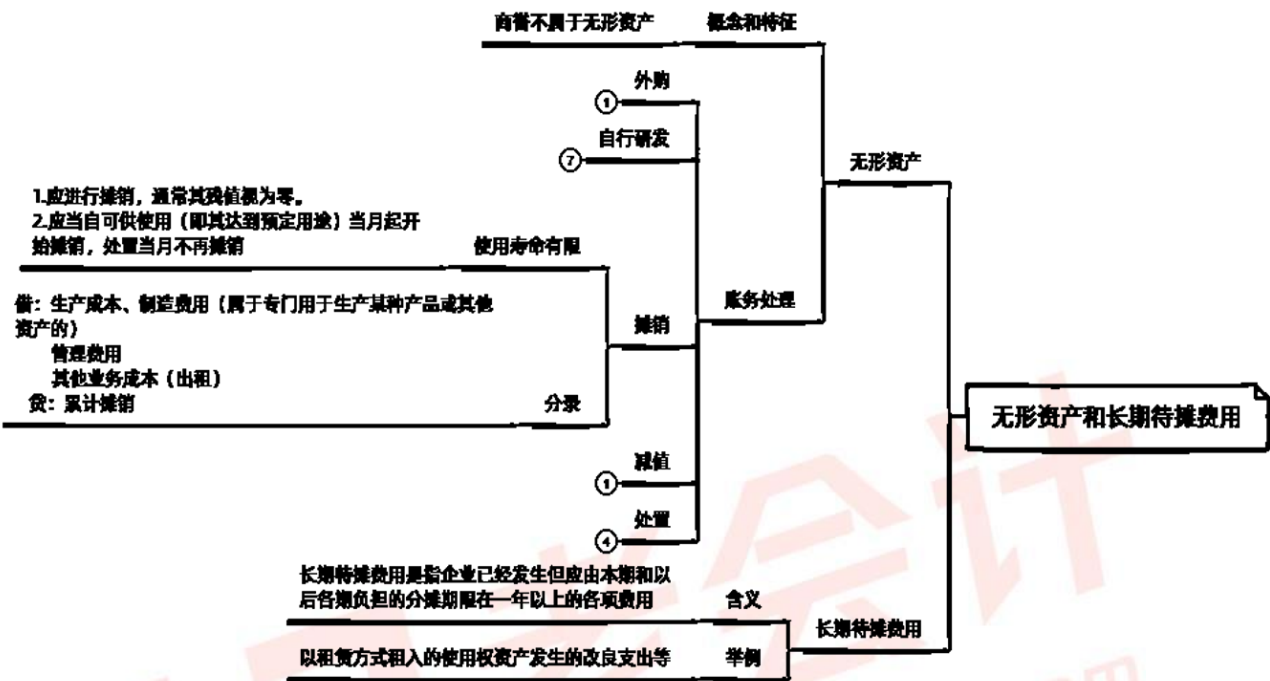 商誉不属于无形资产
概念和特征
外购
①
自行研发
⑦
无形资产
1.应进行摊销，通常其残值视为零。
2.应当自可供使用（即其达到预定用途）当月起开
始摊销，处置当月不再摊销
使用寿命有限
账务处理
借：生产成本、制造费用（属于专门用于生产某种产品或其他
资产的）
管理费用
其他业务成本（出租）
贷：累计摊销
分录
摊销
无形资产和长期待摊费用
减值
①
处置
④
长期待摊费用是指企业已经发生但应由本期和以
后各期负担的分摊期限在一年以上的各项费用
含义
长期待摊费用
以租赁方式租入的使用权资产发生的改良支出等
举例
会计